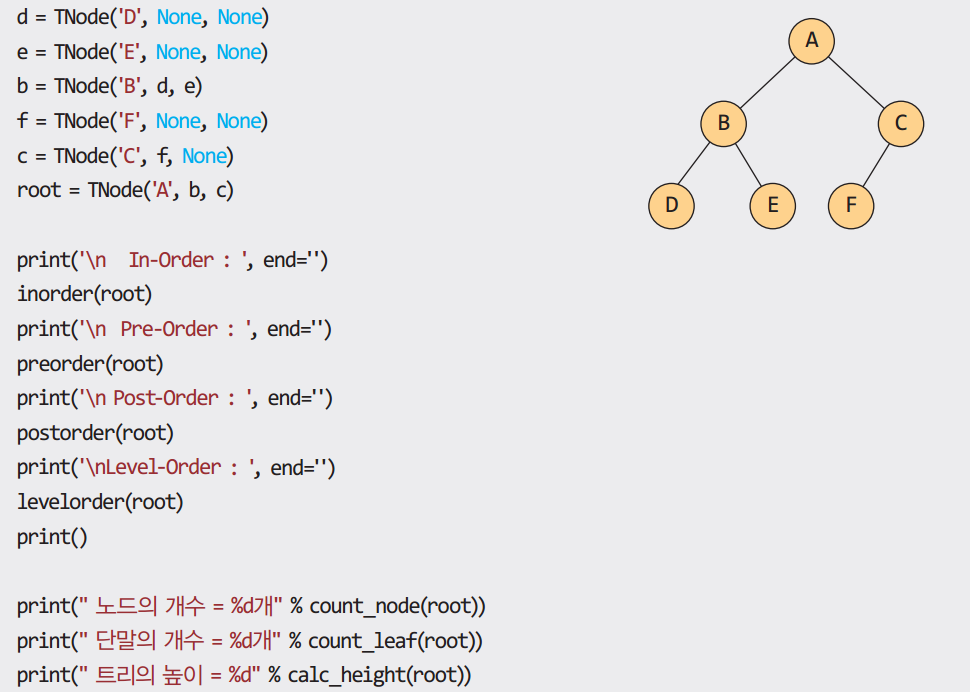 d = TNode('D', None, None)
e = TNode('E', None, None)
b = TNode('B', d, e)
f = TNode('F', None, None)
c = TNode('C', f, None)
root = TNode('A', b, c)
print('\n   In-Order : ', end='')
inorder(root)
print('\n  Pre-Order : ', end='')
preorder(root)
print('\n Post-Order : ', end='')
postorder(root)
print('\nLevel-Order : ', end='')
levelorder(root)
print()
print(" 노드의 개수 = %d개" % count_node(root))
print(" 단말의 개수 = %d개" % count_leaf(root))
print(" 트리의 높이 = %d" % calc_height(root))
A
B
C
D
E
F